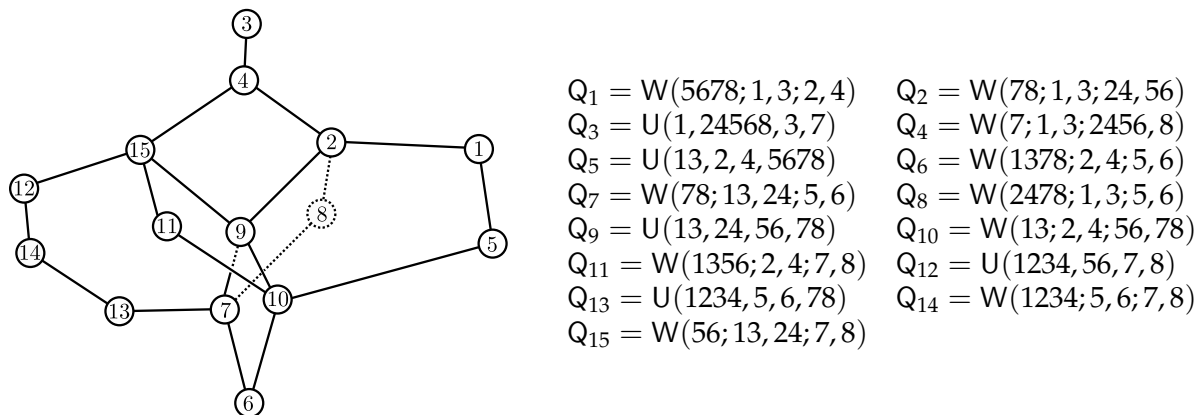 3
4
2
15
1
12
8
11
9
5
14
13
7
10
6
Q₁ = W(5678; 1, 3; 2, 4) Q₂ = W(78; 1, 3; 24, 56)
Q₃ = U(1, 24568, 3, 7) Q₄ = W(7; 1, 3; 2456, 8)
Q₅ = U(13, 2, 4, 5678) Q₆ = W(1378; 2, 4; 5, 6)
Q₇ = W(78; 13, 24; 5, 6) Q₈ = W(2478; 1, 3; 5, 6)
Q₉ = U(13, 24, 56, 78) Q₁₀ = W(13; 2, 4; 56, 78)
Q₁₁ = W(1356; 2, 4; 7, 8) Q₁₂ = U(1234, 56, 7, 8)
Q₁₃ = U(1234, 5, 6, 78) Q₁₄ = W(1234; 5, 6; 7, 8)
Q₁₅ = W(56; 13, 24; 7, 8)